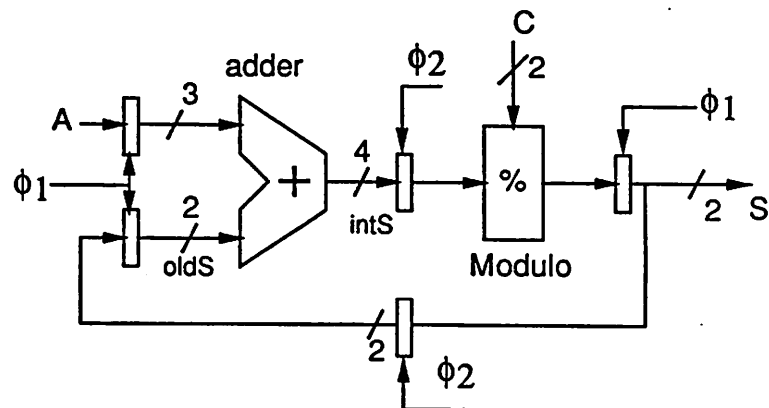 C
adder
ϕ2
2
3
A
ϕ1
ϕ1
4
+
%
2
intS
2
S
oldS
Modulo
2
ϕ2